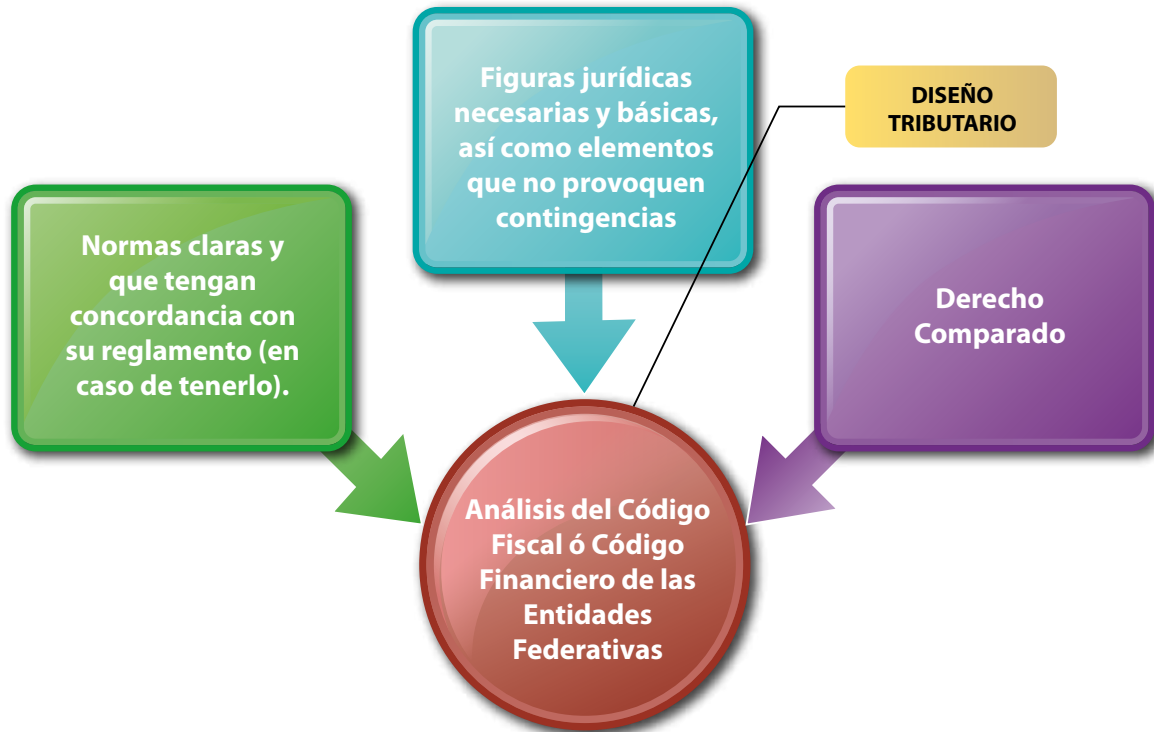 Figuras jurídicas
necesarias y básicas,
así como elementos
que no provoquen
contingencias
DISEÑO
TRIBUTARIO
Normas claras y
que tengan
concordancia con
su reglamento (en
caso de tenerlo).
Derecho
Comparado
Análisis del Código
Fiscal ó Código
Financiero de las
Entidades
Federativas